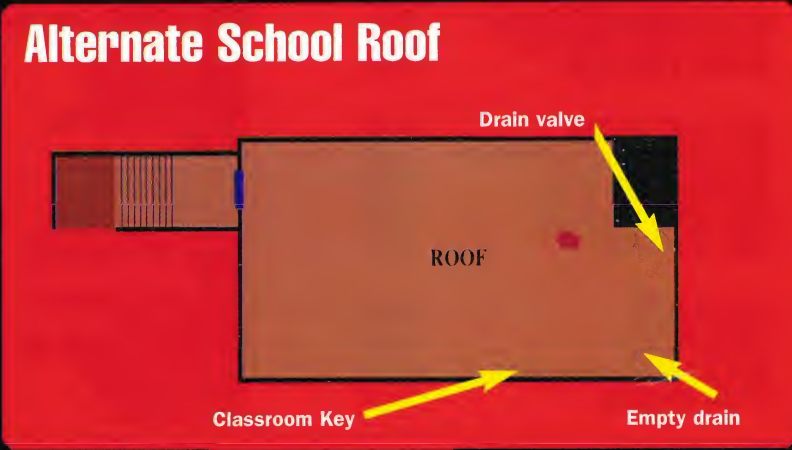 Alternate School Roof
Drain valve
ROOF
Classroom Key
Empty drain